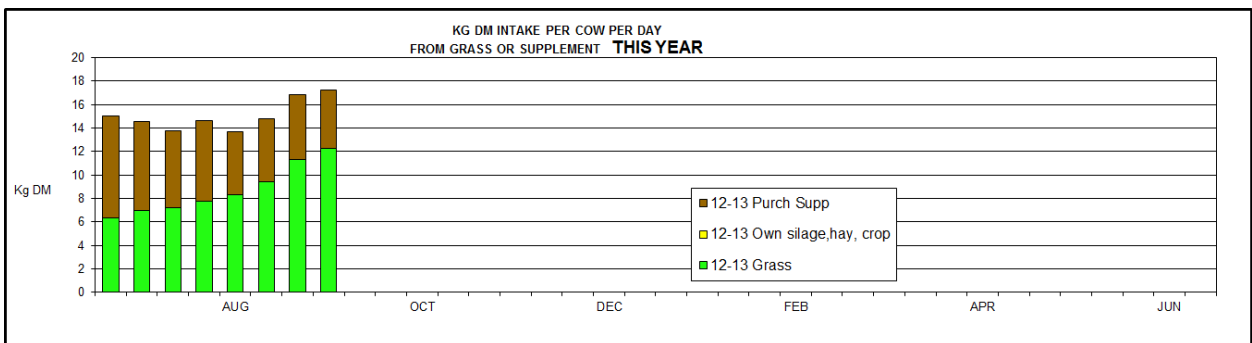 KG DM INTAKE PER COW PER DAY
FROM GRASS OR SUPPLEMENT THIS YEAR
20
18
16
14
12
10
8
6
4
2
0
Kg DM
12-13 Purch Supp
12-13 Own silage,hay, crop
12-13 Grass
AUG OCT DEC FEB APR JUN